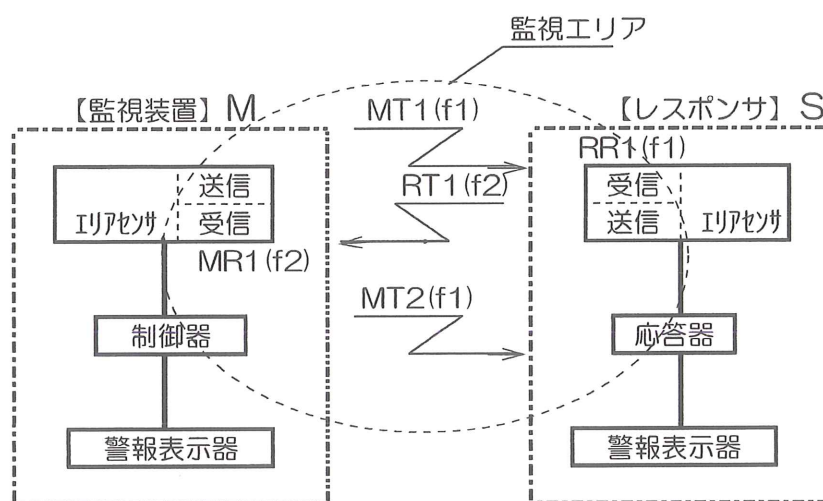 監視エリア
【監視装置】M
MT1(f1)
【レスポンサ】S
RR1(f1)
送信
受信
エリアセンサ
RT1(f2)
受信
送信
エリアセンサ
MR1(f2)
MT2(f1)
制御器
応答器
警報表示器
警報表示器